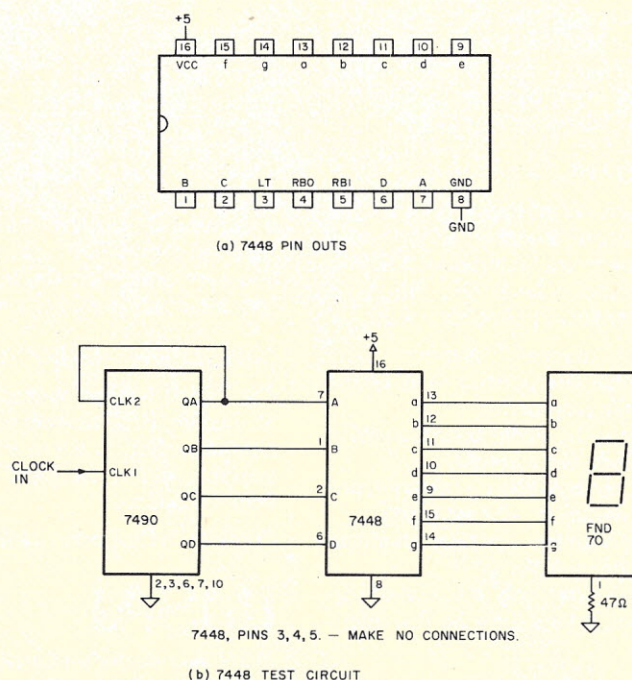 +5
16 15 14 13 12 11 10 9
VCC f g a b c d e
B C LT RBO RBI D A GND
1 2 3 4 5 6 7 8
GND
(a) 7448 PIN OUTS
+5
16
CLK2 QA 7 A a 13 a
b 12 b
QB 1 B c 11 c
CLOCK IN CLK1 d 10 d
QC 2 C e 9 e
7490 7448 f 15 f FND
70
QD 6 D g 14 g
2,3,6,7,10 8 1
47Ω
7448, PINS 3,4,5. — MAKE NO CONNECTIONS.
(b) 7448 TEST CIRCUIT